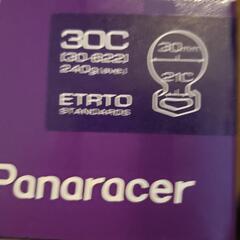 30C
(30-622)
240g(ave.)
30mm
21C
ETRTO
STANDARDS
Panaracer